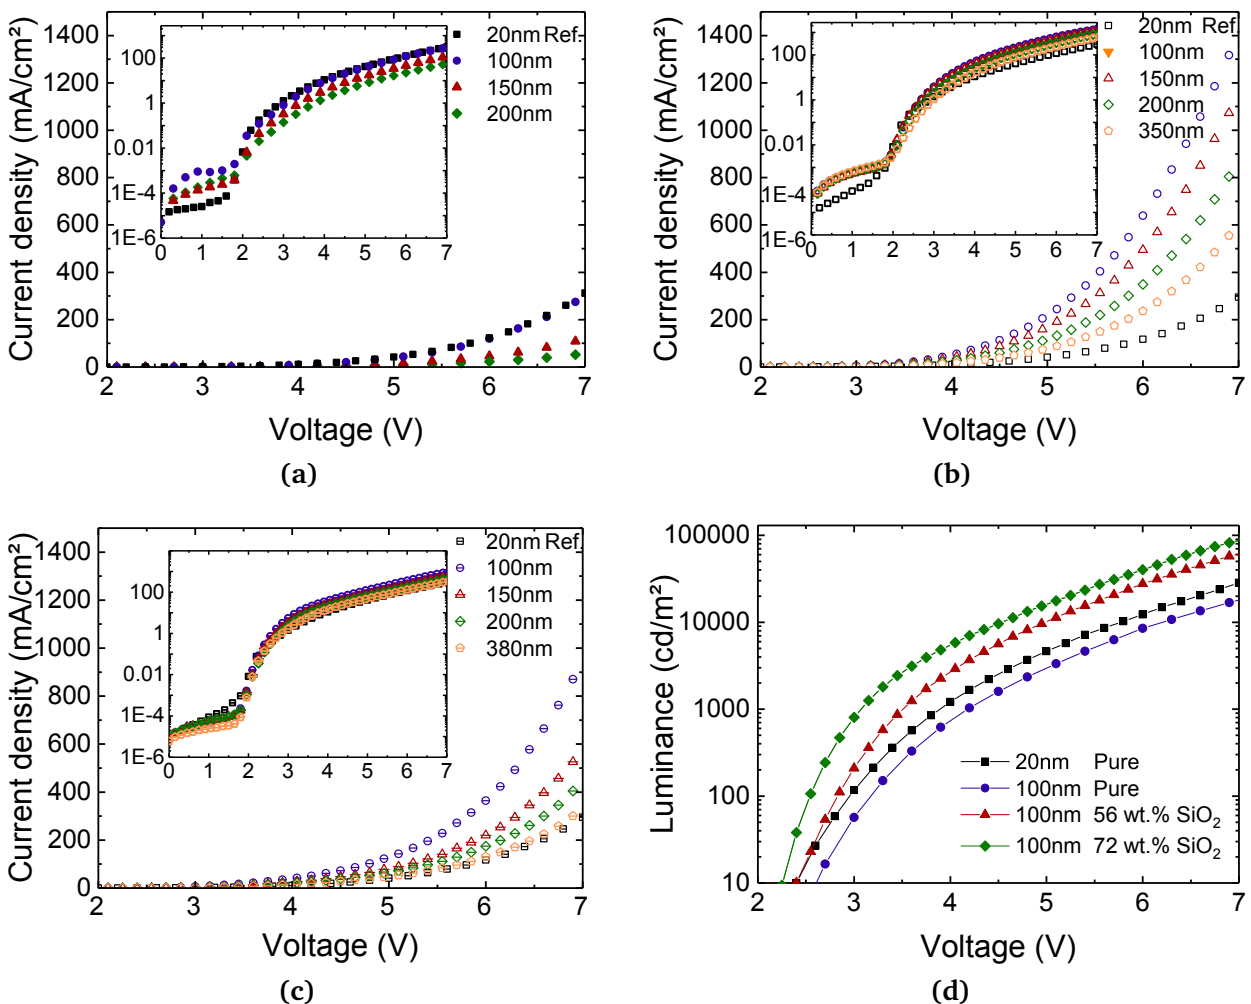 Current density (mA/cm²)
1400
1200
1000
800
600
400
200
0
2 3 4 5 6 7
Voltage (V)
100
1
0.01
1E-4
1E-6
0 1 2 3 4 5 6 7
20nm Ref
100nm
150nm
200nm
(a)
Current density (mA/cm²)
1400
1200
1000
800
600
400
200
0
2 3 4 5 6 7
Voltage (V)
100
1
0.01
1E-4
1E-6
0 1 2 3 4 5 6 7
20nm Ref
100nm
150nm
200nm
350nm
(b)
Current density (mA/cm²)
1400
1200
1000
800
600
400
200
0
2 3 4 5 6 7
Voltage (V)
100
1
0.01
1E-4
1E-6
0 1 2 3 4 5 6 7
20nm Ref
100nm
150nm
200nm
380nm
(c)
Luminance (cd/m²)
100000
10000
1000
100
10
2 3 4 5 6 7
Voltage (V)
20nm Pure
100nm Pure
100nm 56 wt.% SiO₂
100nm 72 wt.% SiO₂
(d)